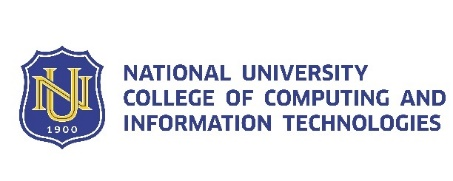 NU
1900
NATIONAL UNIVERSITY
COLLEGE OF COMPUTING AND
INFORMATION TECHNOLOGIES